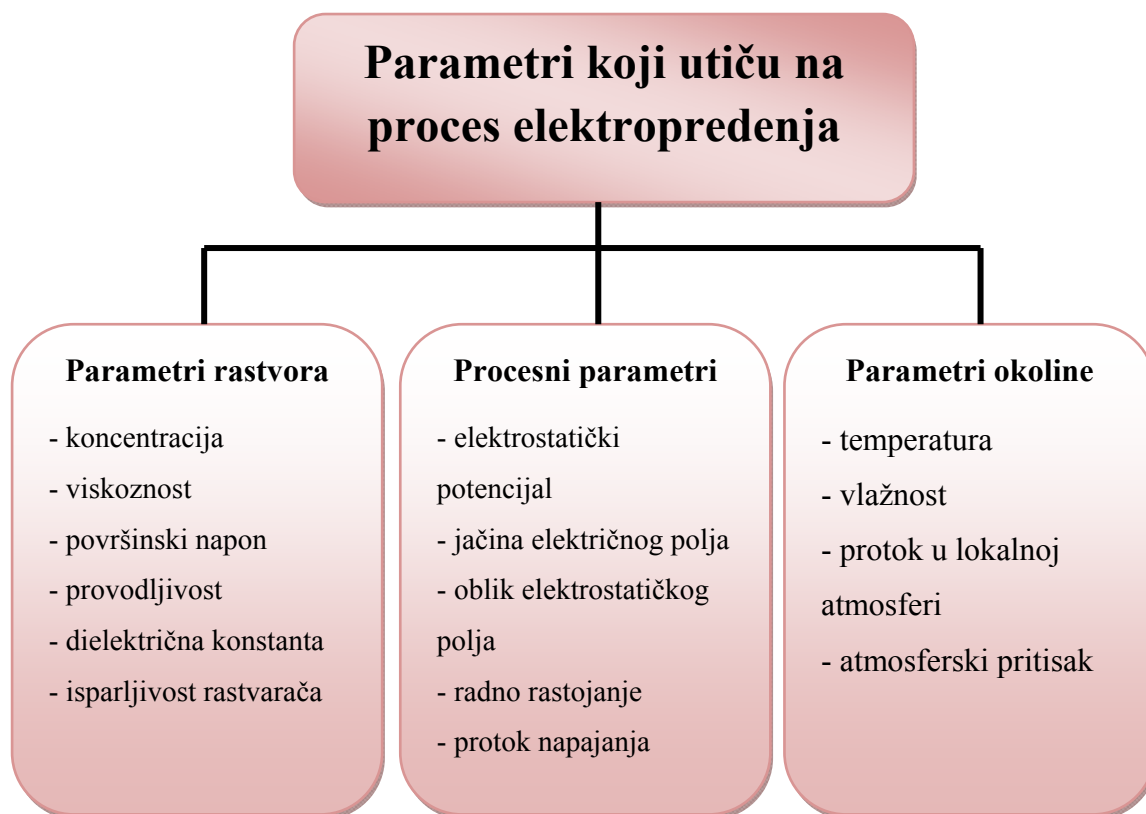 Parametri koji utiču na
proces elektropredenja
Parametri rastvora
- koncentracija
- viskoznost
- površinski napon
- provodljivost
- dielektrična konstanta
- isparljivost rastvarača
Procesni parametri
- elektrostatički
potencijal
- jačina električnog polja
- oblik elektrostatičkog
polja
- radno rastojanje
- protok napajanja
Parametri okoline
- temperatura
- vlažnost
- protok u lokalnoj
atmosferi
- atmosferski pritisak